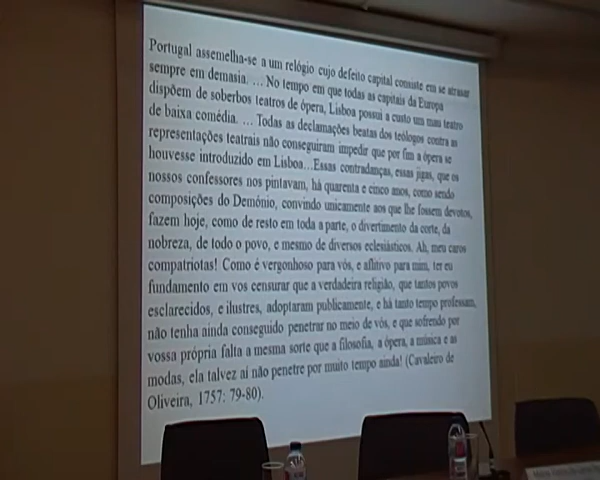 Portugal assemelha-se a um relógio cujo defeito capital consiste em se atrasar
sempre em demasia. … No tempo em que todas as capitais da Europa
dispõem de soberbos teatros de ópera, Lisboa possui a custo um mau teatro
de baixa comédia. … Todas as declamações beatas dos teólogos contra as
representações teatrais não conseguiram impedir que por fim a ópera se
houvesse introduzido em Lisboa…Essas contradanças, essas jigas, que os
nossos confessores nos pintavam, há quarenta e cinco anos, como sendo
composições do Demónio, convindo unicamente aos que lhe fossem devotos,
fazem hoje, como de resto em toda a parte, o divertimento da corte, da
nobreza, de todo o povo, e mesmo de diversos eclesiásticos. Ah, meu caros
compatriotas! Como é vergonhoso para vós, e aflitivo para mim, ter eu
fundamento em vos censurar que a verdadeira religião, que tantos povos
esclarecidos, e ilustres, adoptaram publicamente, e há tanto tempo professam,
não tenha ainda conseguido penetrar no meio de vós, e que sofrendo por
vossa própria falta a mesma sorte que a filosofia, a ópera, a música e as
modas, ela talvez aí não penetre por muito tempo ainda! (Cavaleiro de
Oliveira, 1757: 79-80).